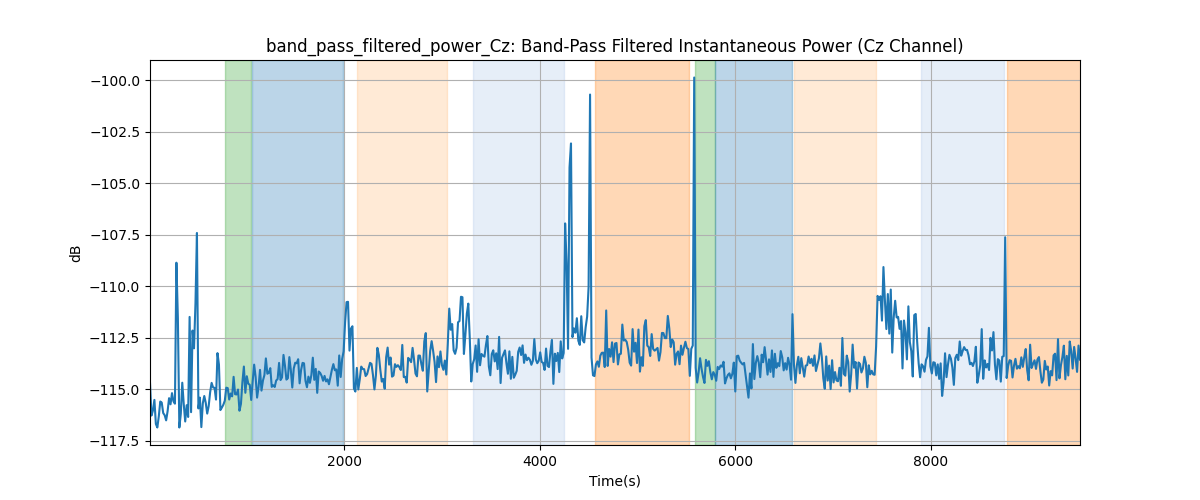 band_pass_filtered_power_Cz: Band-Pass Filtered Instantaneous Power (Cz Channel)
−100.0
−102.5
−105.0
−107.5
−110.0
−112.5
−115.0
−117.5
dB
2000 4000 6000 8000
Time(s)